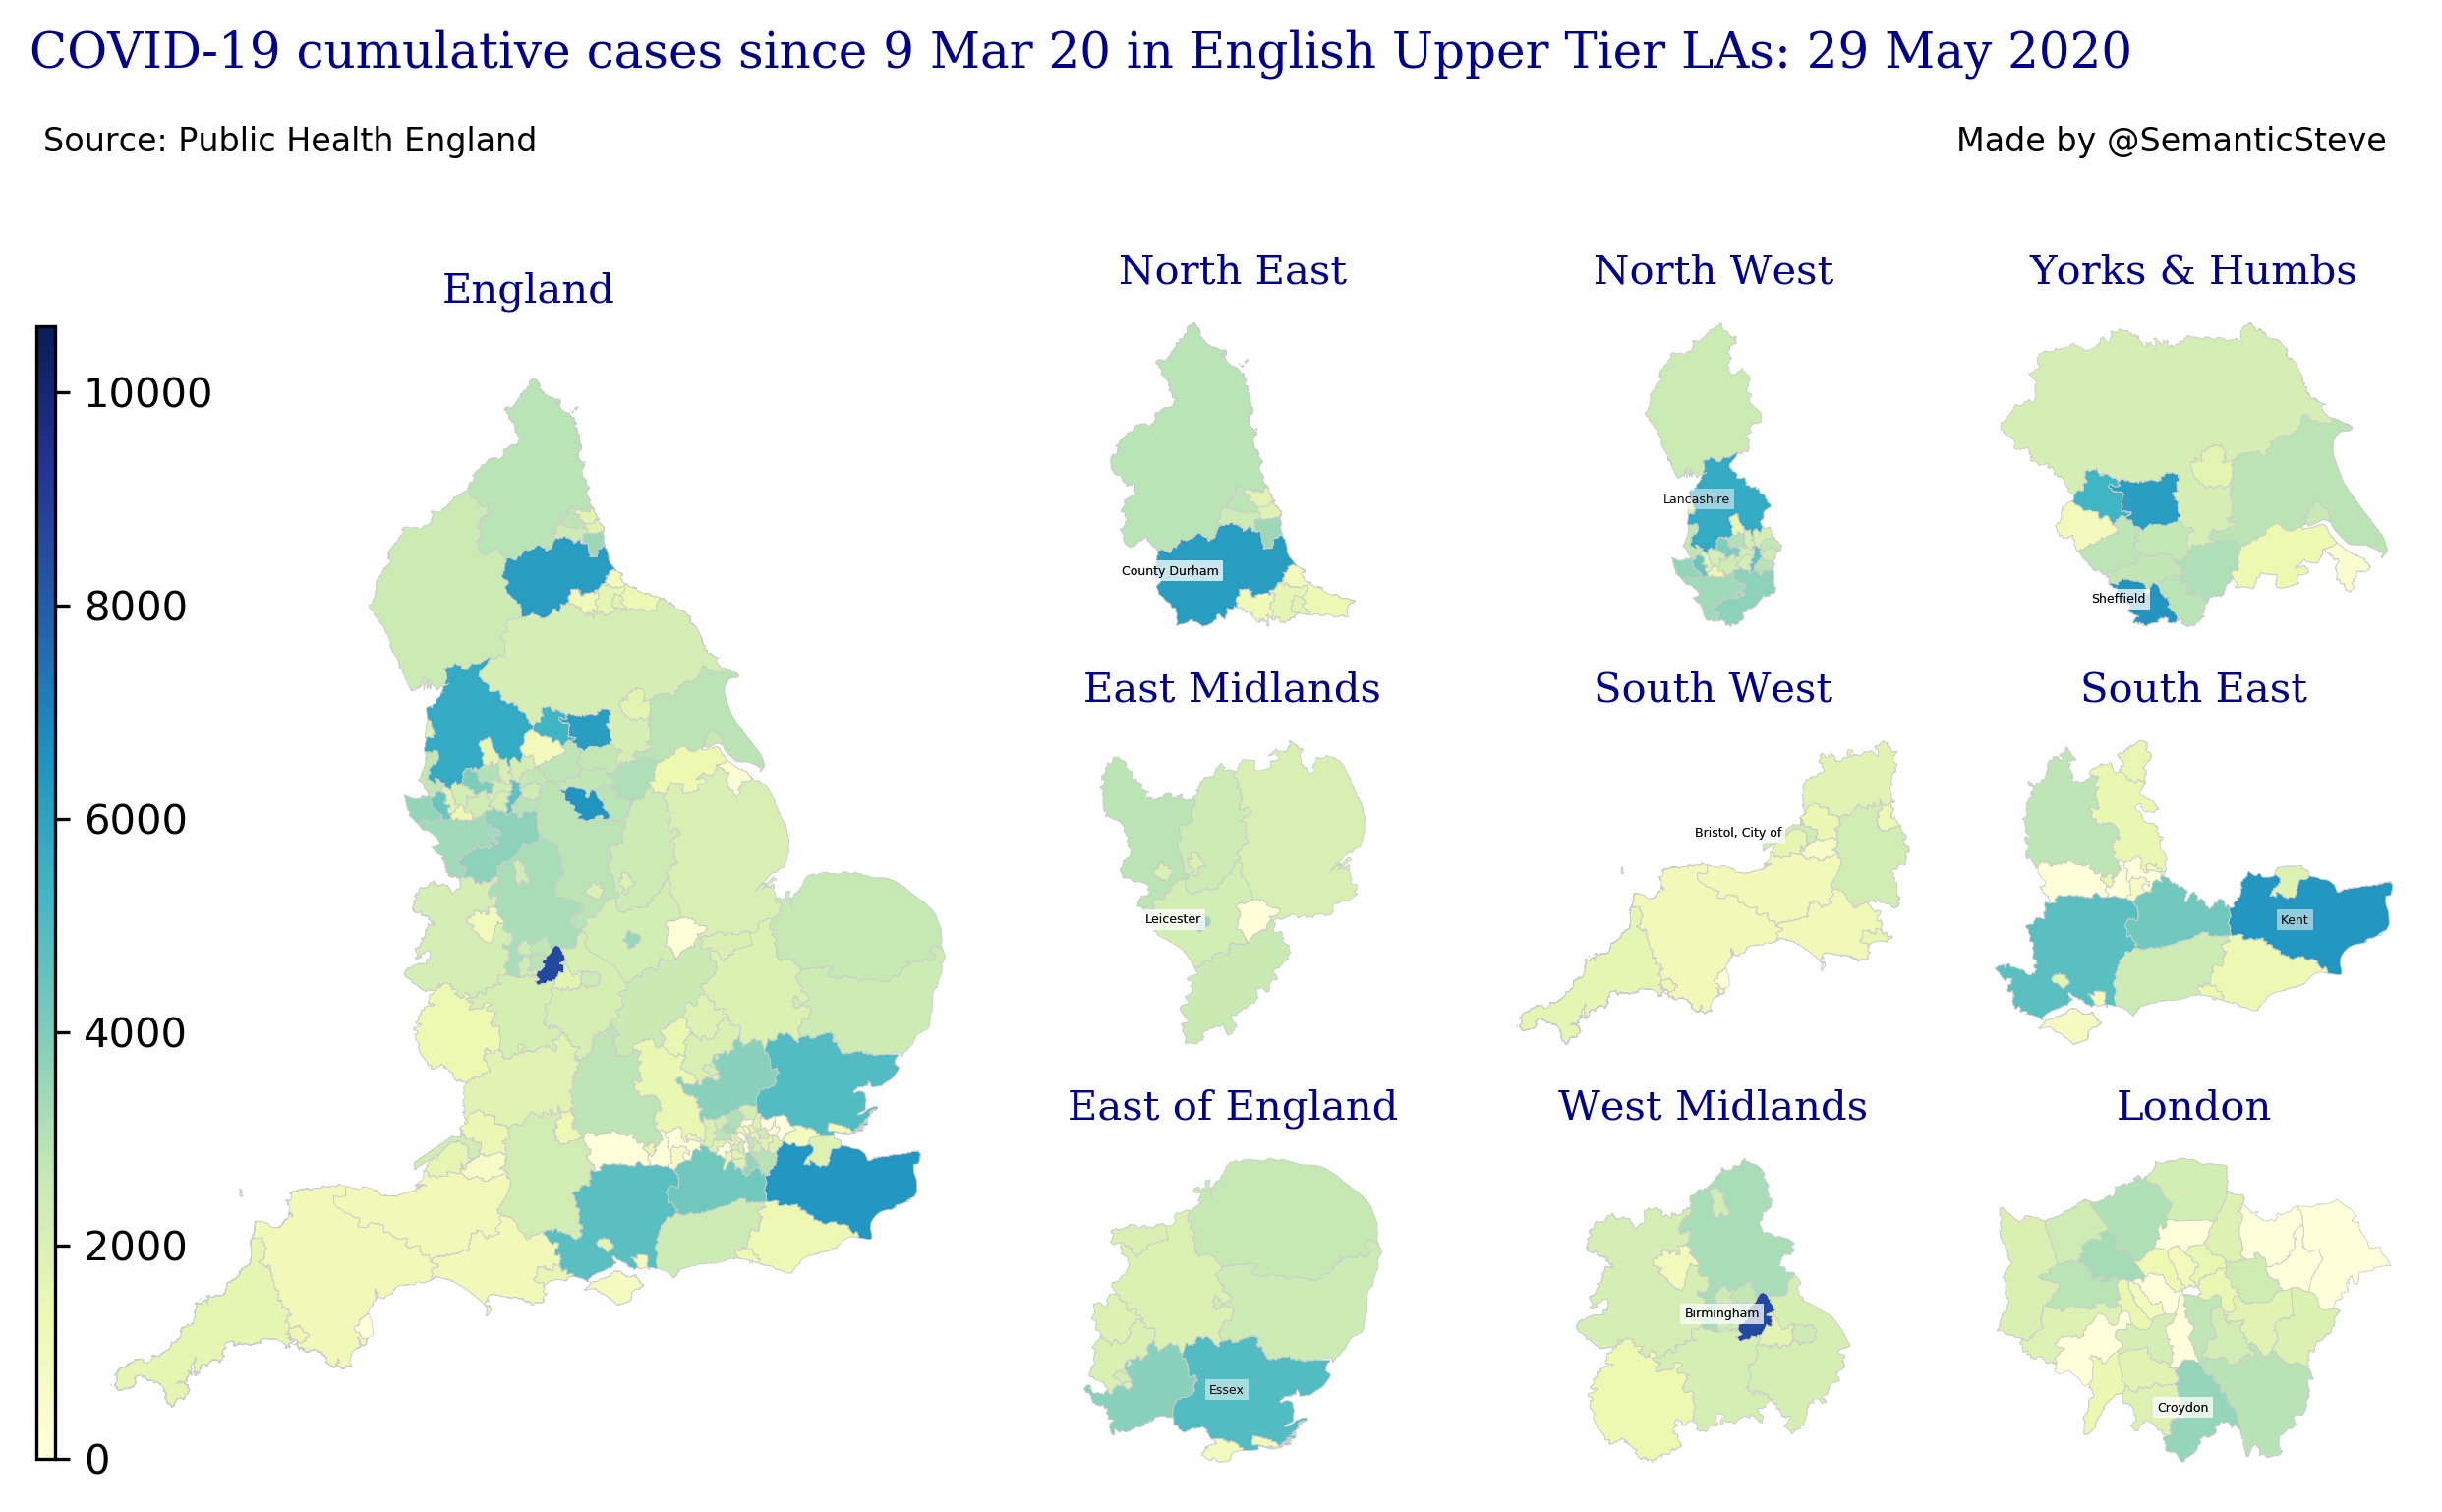 COVID-19 cumulative cases since 9 Mar 20 in English Upper Tier LAs: 29 May 2020
Source: Public Health England
Made by @SemanticSteve
England
10000
8000
6000
4000
2000
0
North East
County Durham
North West
Lancashire
Yorks & Humbs
Sheffield
East Midlands
Leicester
South West
Bristol, City of
South East
Kent
East of England
Essex
West Midlands
Birmingham
London
Croydon